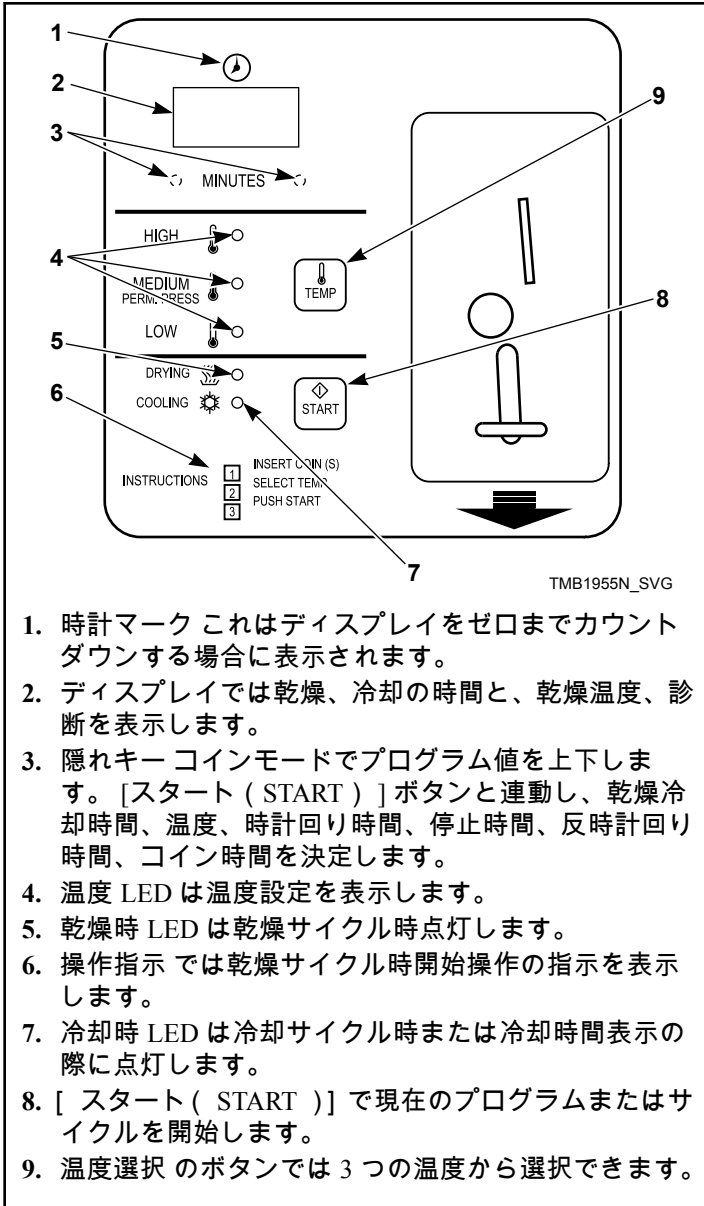 1
2
9
3
MINUTES
HIGH
4
MEDIUM
PERM. PRESS
TEMP
8
LOW
5
DRYING
6
COOLING
START
INSTRUCTIONS
1 INSERT COIN (S)
2 SELECT TEMP.
3 PUSH START
7
TMB1955N_SVG
1. 時計マーク これはディスプレイをゼロまでカウント
ダウンする場合に表示されます。
2. ディスプレイでは乾燥、冷却の時間と、乾燥温度、診
断を表示します。
3. 隠れキー コインモードでプログラム値を上下しま
す。 [スタート ( START ) ] ボタンと連動し、乾燥冷
却時間、温度、時計回り時間、停止時間、反時計回り
時間、コイン時間を決定します。
4. 温度 LED は温度設定を表示します。
5. 乾燥時 LED は乾燥サイクル時点灯します。
6. 操作指示 では乾燥サイクル時開始操作の指示を表示
します。
7. 冷却時 LED は冷却サイクル時または冷却時間表示の
際に点灯します。
8. [ スタート ( START )] で現在のプログラムまたはサ
イクルを開始します。
9. 温度選択 のボタンでは 3 つの温度から選択できます。